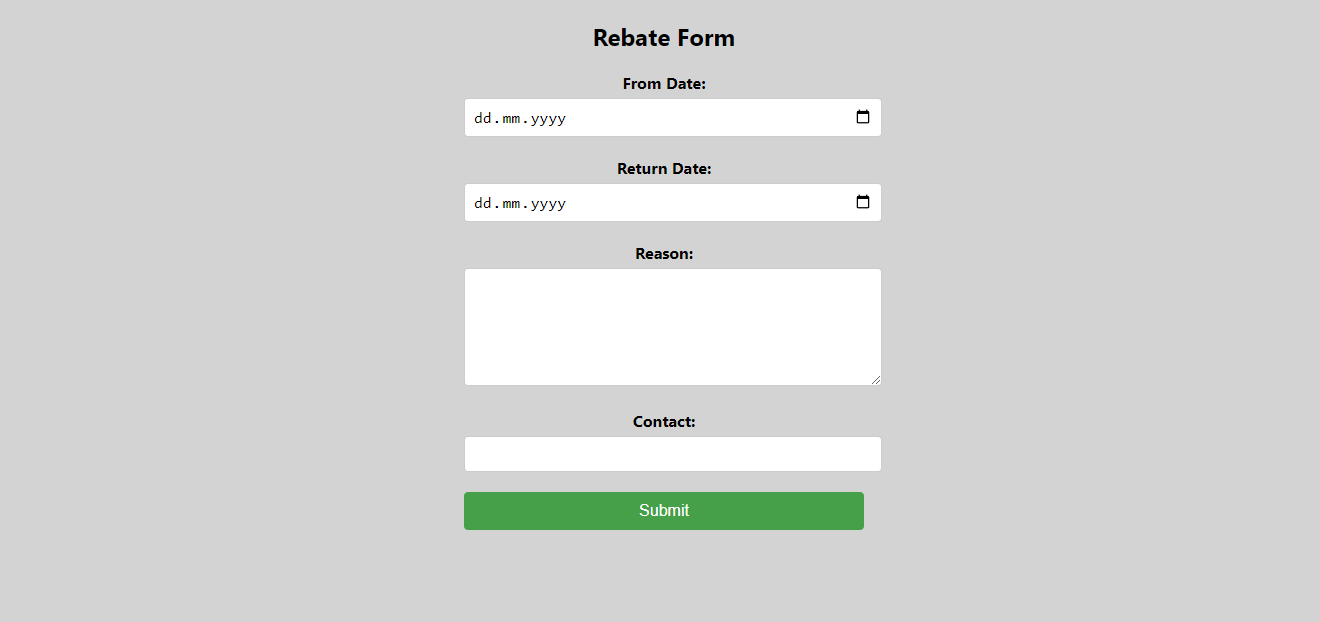 Rebate Form
From Date:
dd.mm.yyyy
Return Date:
dd.mm.yyyy
Reason:
Contact:
Submit